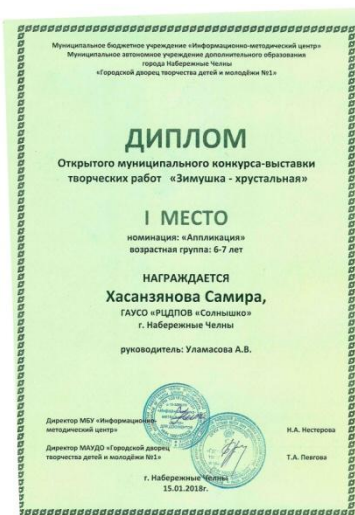 Муниципальное бюджетное учреждение «Информационно-методический центр»
Муниципальное автономное учреждение дополнительного образования
города Набережные Челны
«Городской дворец творчества детей и молодёжи №1»
ДИПЛОМ
Открытого муниципального конкурса-выставки
творческих работ «Зимушка - хрустальная»
I МЕСТО
номинация: «Аппликация»
возрастная группа: 6-7 лет
НАГРАЖДАЕТСЯ
Хасанзянова Самира,
ГАУСО «РЦДПОВ «Солнышко»
г. Набережные Челны
руководитель: Уламасова А.В.
Директор МБУ «Информационно-
методический центр»
Н.А. Нестерова
Директор МАУДО «Городской дворец
творчества детей и молодёжи №1»
Т.А. Певгова
г. Набережные Челны
15.01.2018г.